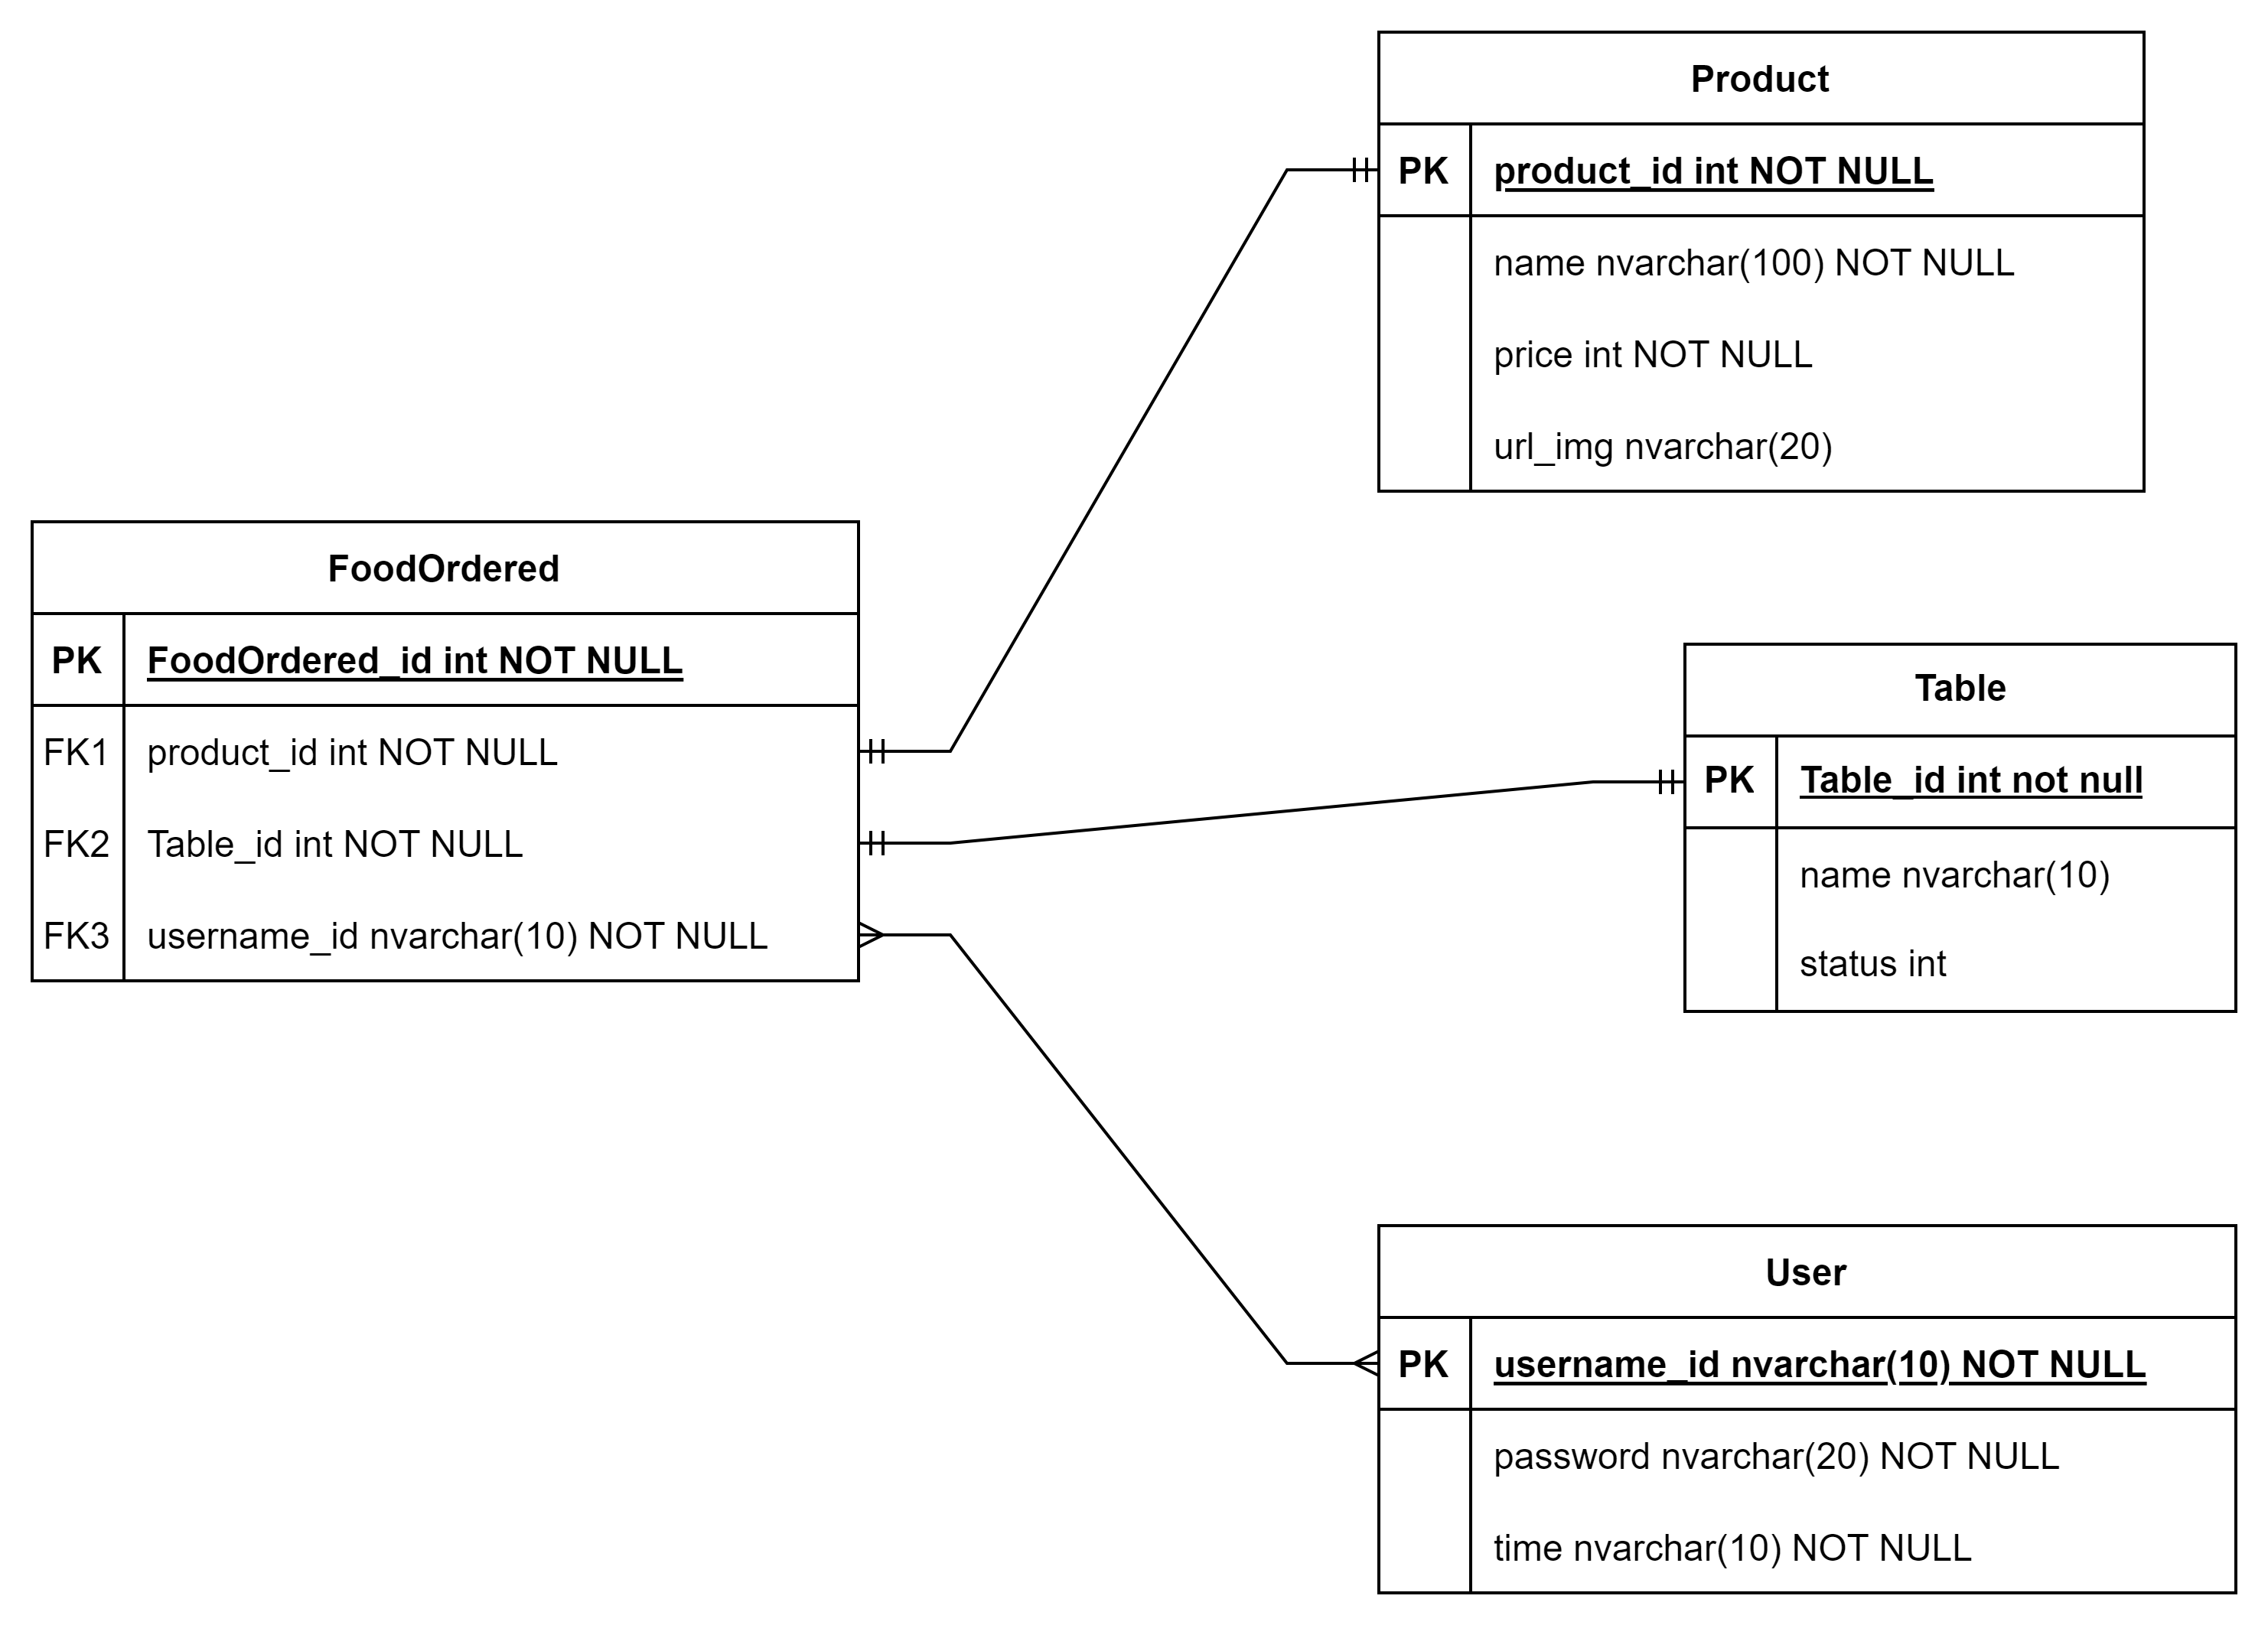 Product
PK product_id int NOT NULL
name nvarchar(100) NOT NULL
price int NOT NULL
url_img nvarchar(20)
FoodOrdered
PK FoodOrdered_id int NOT NULL
FK1 product_id int NOT NULL
FK2 Table_id int NOT NULL
FK3 username_id nvarchar(10) NOT NULL
Table
PK Table_id int not null
name nvarchar(10)
status int
User
PK username_id nvarchar(10) NOT NULL
password nvarchar(20) NOT NULL
time nvarchar(10) NOT NULL